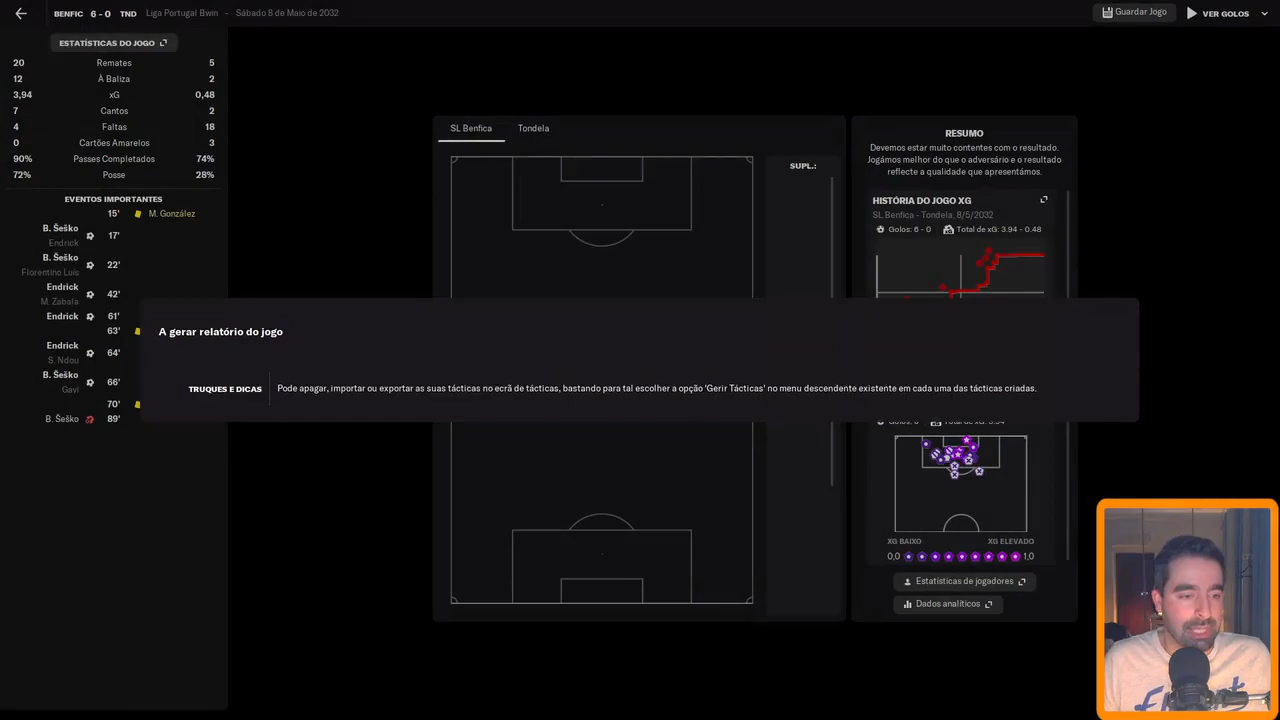 BENFIC 6 - 0 TND Liga Portugal Bwin - Sábado 8 de Maio de 2032
Guardar Jogo
VER GOLOS
ESTATÍSTICAS DO JOGO
20 Remates 5
12 À Baliza 2
3,94 xG 0,48
7 Cantos 2
4 Faltas 18
0 Cartões Amarelos 3
90% Passes Completados 74%
72% Posse 28%
EVENTOS IMPORTANTES
15' M. González
B. Šeško
Endrick
17'
B. Šeško
Florentino Luís
22'
Endrick
M. Zabala
42'
Endrick 61'
63'
Endrick
S. Ndou
64'
B. Šeško
Gavi
66'
70'
B. Šeško 89'
SL Benfica Tondela
SUPL.:
RESUMO
Devemos estar muito contentes com o resultado.
Jogámos melhor do que o adversário e o resultado
reflecte a qualidade que apresentámos.
HISTÓRIA DO JOGO XG
SL Benfica - Tondela, 8/5/2032
Golos: 6 - 0 Total de xG: 3.94 - 0.48
A gerar relatório do jogo
TRUQUES E DICAS Pode apagar, importar ou exportar as suas tácticas no ecrã de tácticas, bastando para tal escolher a opção 'Gerir Tácticas' no menu descendente existente em cada uma das tácticas criadas.
XG BAIXO XG ELEVADO
0,0 1,0
Estatísticas de jogadores
Dados analíticos